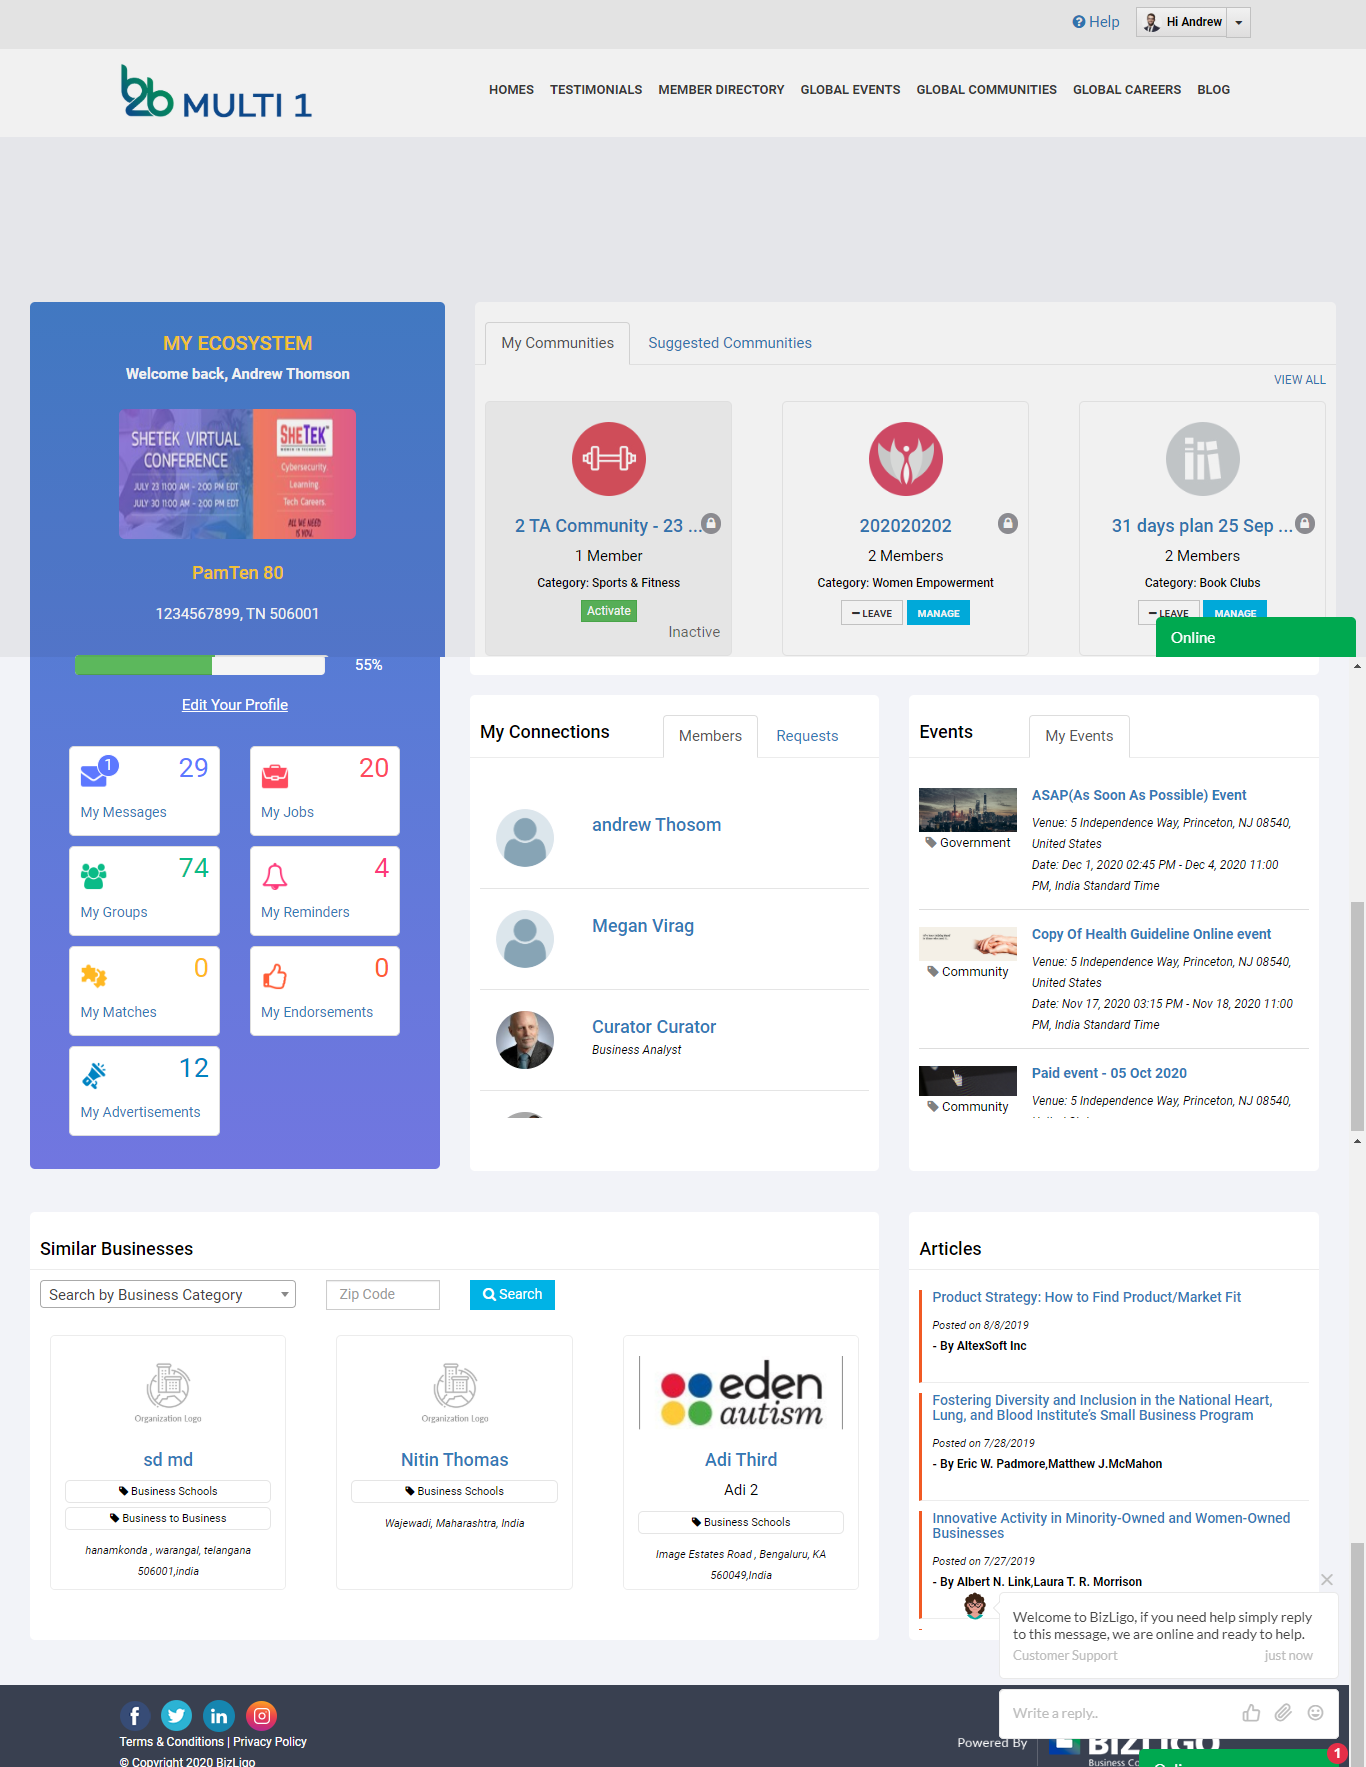 Help
Hi Andrew
b2b MULTI 1
HOMES TESTIMONIALS MEMBER DIRECTORY GLOBAL EVENTS GLOBAL COMMUNITIES GLOBAL CAREERS BLOG
MY ECOSYSTEM
Welcome back, Andrew Thomson
SHETEK VIRTUAL
CONFERENCE
JULY 23 11:00 AM - 2:00 PM EDT
JULY 30 11:00 AM - 2:00 PM EDT
SHETEK
WOMEN IN TECHNOLOGY
Cybersecurity
Learning
Tech Careers
ALL WE NEED
IS YOU.
PamTen 80
1234567899, TN 506001
55%
Edit Your Profile
1
29
My Messages
20
My Jobs
74
My Groups
4
My Reminders
0
My Matches
0
My Endorsements
12
My Advertisements
My Communities
Suggested Communities
VIEW ALL
2 TA Community - 23 ...
1 Member
Category: Sports & Fitness
Activate
Inactive
202020202
2 Members
Category: Women Empowerment
LEAVE
MANAGE
31 days plan 25 Sep ...
2 Members
Category: Book Clubs
LEAVE
MANAGE
Online
My Connections
Members
Requests
andrew Thosom
Megan Virag
Curator Curator
Business Analyst
Events
My Events
Government
ASAP(As Soon As Possible) Event
Venue: 5 Independence Way, Princeton, NJ 08540,
United States
Date: Dec 1, 2020 02:45 PM - Dec 4, 2020 11:00
PM, India Standard Time
Community
Copy Of Health Guideline Online event
Venue: 5 Independence Way, Princeton, NJ 08540,
United States
Date: Nov 17, 2020 03:15 PM - Nov 18, 2020 11:00
PM, India Standard Time
Community
Paid event - 05 Oct 2020
Venue: 5 Independence Way, Princeton, NJ 08540,
Similar Businesses
Search by Business Category
Zip Code
Search
Organization Logo
sd md
Business Schools
Business to Business
hanamkonda , warangal, telangana
506001,india
Organization Logo
Nitin Thomas
Business Schools
Wajewadi, Maharashtra, India
eden
autism
Adi Third
Adi 2
Business Schools
Image Estates Road , Bengaluru, KA
560049,India
Articles
Product Strategy: How to Find Product/Market Fit
Posted on 8/8/2019
- By AltexSoft Inc
Fostering Diversity and Inclusion in the National Heart,
Lung, and Blood Institute's Small Business Program
Posted on 7/28/2019
- By Eric W. Padmore,Matthew J.McMahon
Innovative Activity in Minority-Owned and Women-Owned
Businesses
Posted on 7/27/2019
- By Albert N. Link,Laura T. R. Morrison
Welcome to BizLigo, if you need help simply reply
to this message, we are online and ready to help.
Customer Support
just now
Write a reply..
Terms & Conditions | Privacy Policy
© Copyright 2020 BizLigo
Powered By
BIZLIGO
Business Co
Online
1